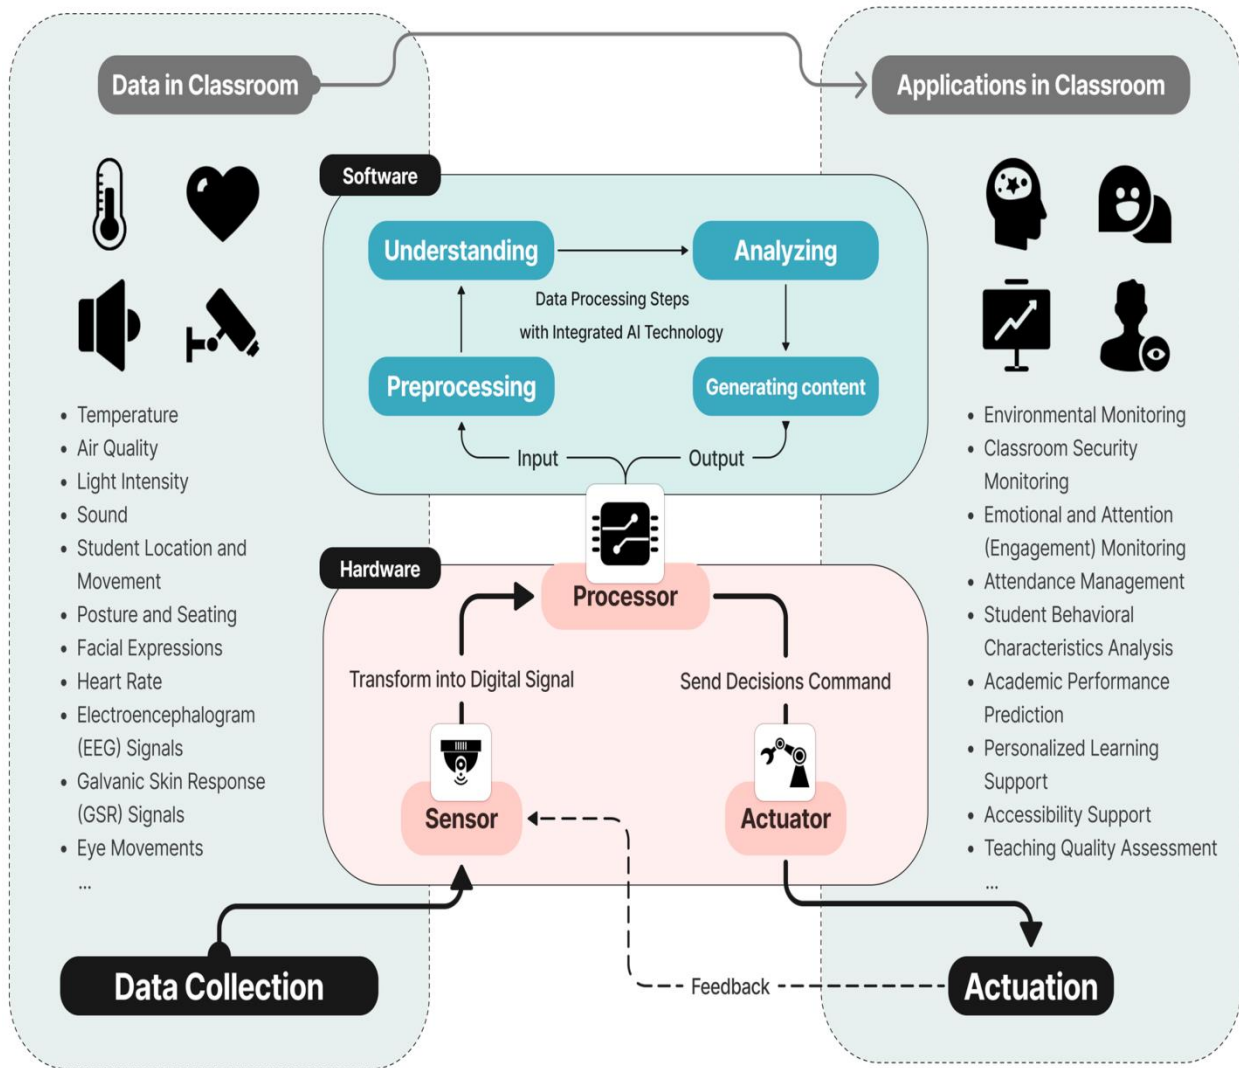 Data in Classroom
Applications in Classroom
Temperature
Air Quality
Light Intensity
Sound
Student Location and
Movement
Posture and Seating
Facial Expressions
Heart Rate
Electroencephalogram
(EEG) Signals
Galvanic Skin Response
(GSR) Signals
Eye Movements
...
Data Collection
Software
Understanding
Analyzing
Data Processing Steps
with Integrated AI Technology
Preprocessing
Generating content
Input
Output
Hardware
Processor
Transform into Digital Signal
Send Decisions Command
Sensor
Actuator
Feedback
Environmental Monitoring
Classroom Security
Monitoring
Emotional and Attention
(Engagement) Monitoring
Attendance Management
Student Behavioral
Characteristics Analysis
Academic Performance
Prediction
Personalized Learning
Support
Accessibility Support
Teaching Quality Assessment
...
Actuation